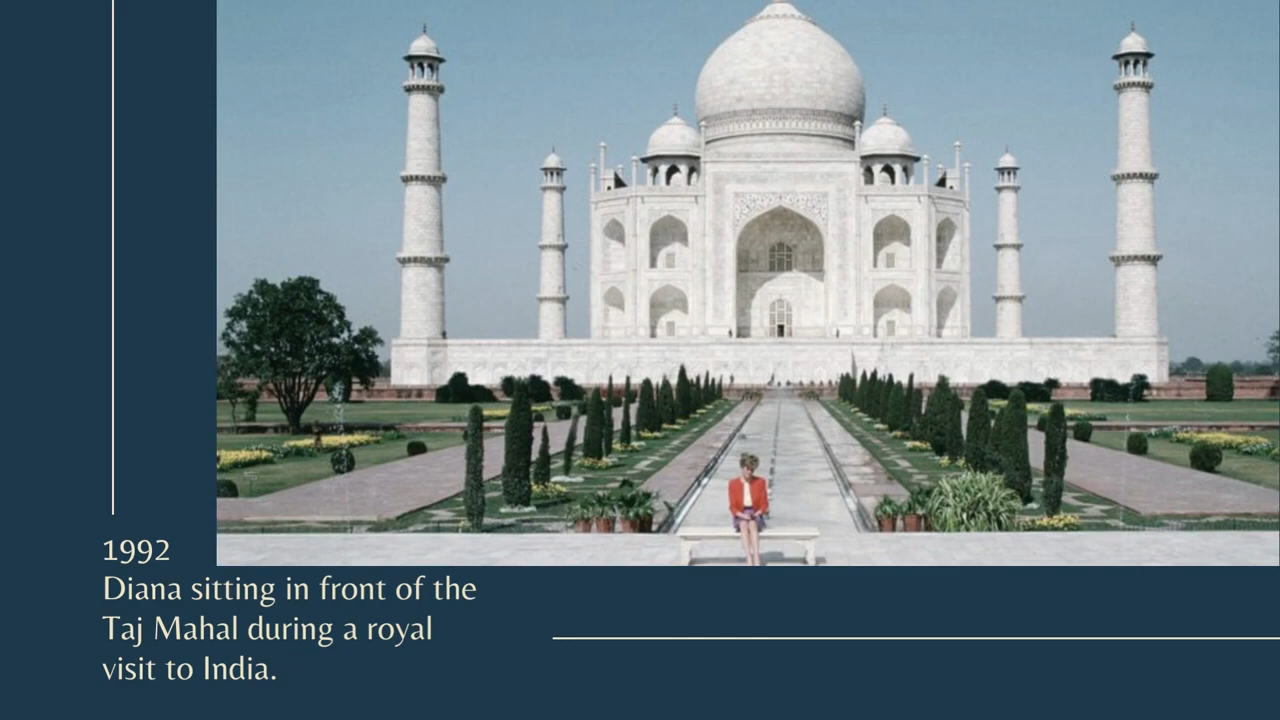 1992
Diana sitting in front of the
Taj Mahal during a royal
visit to India.